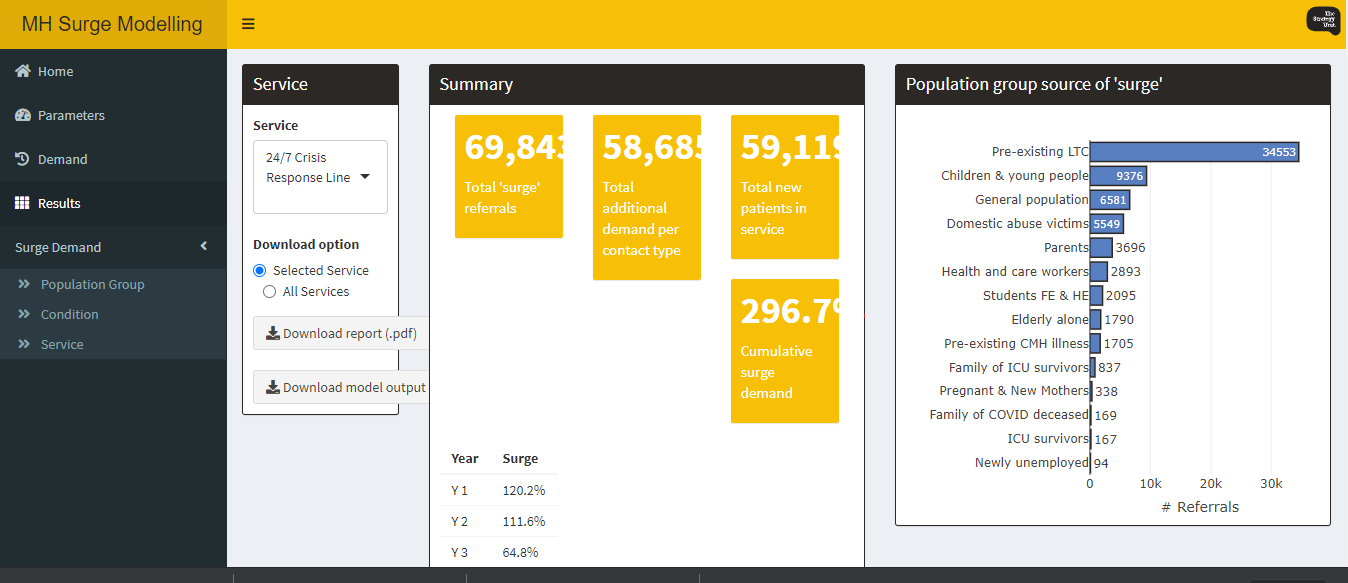 MH Surge Modelling
The
Strategy
Unit
Home
Parameters
Demand
Results
Surge Demand
Population Group
Condition
Service
Service
Service
24/7 Crisis
Response Line
Download option
Selected Service
All Services
Download report (.pdf)
Download model output
Summary
69,843
Total 'surge'
referrals
58,685
Total
additional
demand per
contact type
59,119
Total new
patients in
service
296.7%
Cumulative
surge
demand
Year Surge
Y 1 120.2%
Y 2 111.6%
Y 3 64.8%
Population group source of 'surge'
Pre-existing LTC 34553
Children & young people 9376
General population 6581
Domestic abuse victims 5549
Parents 3696
Health and care workers 2893
Students FE & HE 2095
Elderly alone 1790
Pre-existing CMH illness 1705
Family of ICU survivors 837
Pregnant & New Mothers 338
Family of COVID deceased 169
ICU survivors 167
Newly unemployed 94
0 10k 20k 30k
# Referrals